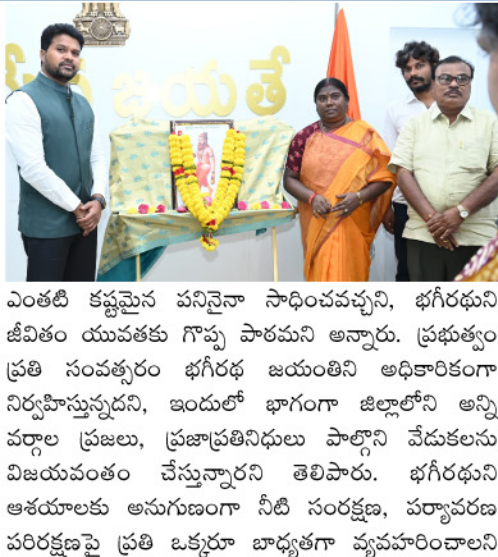 జయతే
ఎంతటి కష్టమైన పనినైనా సాధించవచ్చని, భగీరథుని
జీవితం యువతకు గొప్ప పాఠమని అన్నారు. ప్రభుత్వం
ప్రతి సంవత్సరం భగీరథ జయంతిని అధికారికంగా
నిర్వహిస్తున్నదని, ఇందులో భాగంగా జిల్లాలోని అన్ని
వర్గాల ప్రజలు, ప్రజాప్రతినిధులు పాల్గొని వేడుకలను
విజయవంతం చేస్తున్నారని తెలిపారు. భగీరథుని
ఆశయాలకు అనుగుణంగా నీటి సంరక్షణ, పర్యావరణ
పరిరక్షణపై ప్రతి ఒక్కరూ బాధ్యతగా వ్యవహరించాలని